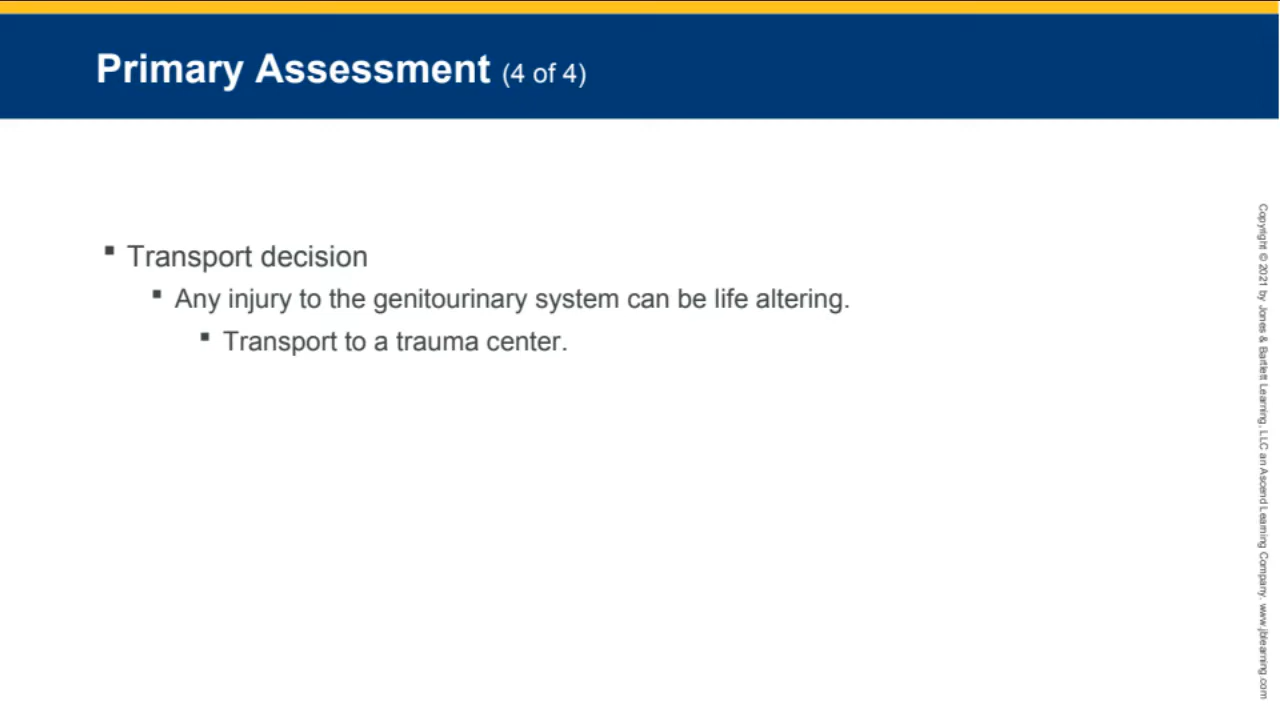 Primary Assessment (4 of 4)
▪ Transport decision
▪ Any injury to the genitourinary system can be life altering.
▪ Transport to a trauma center.
Copyright © 2021 by Jones & Bartlett Learning, LLC an Ascend Learning Company. www.jblearning.com